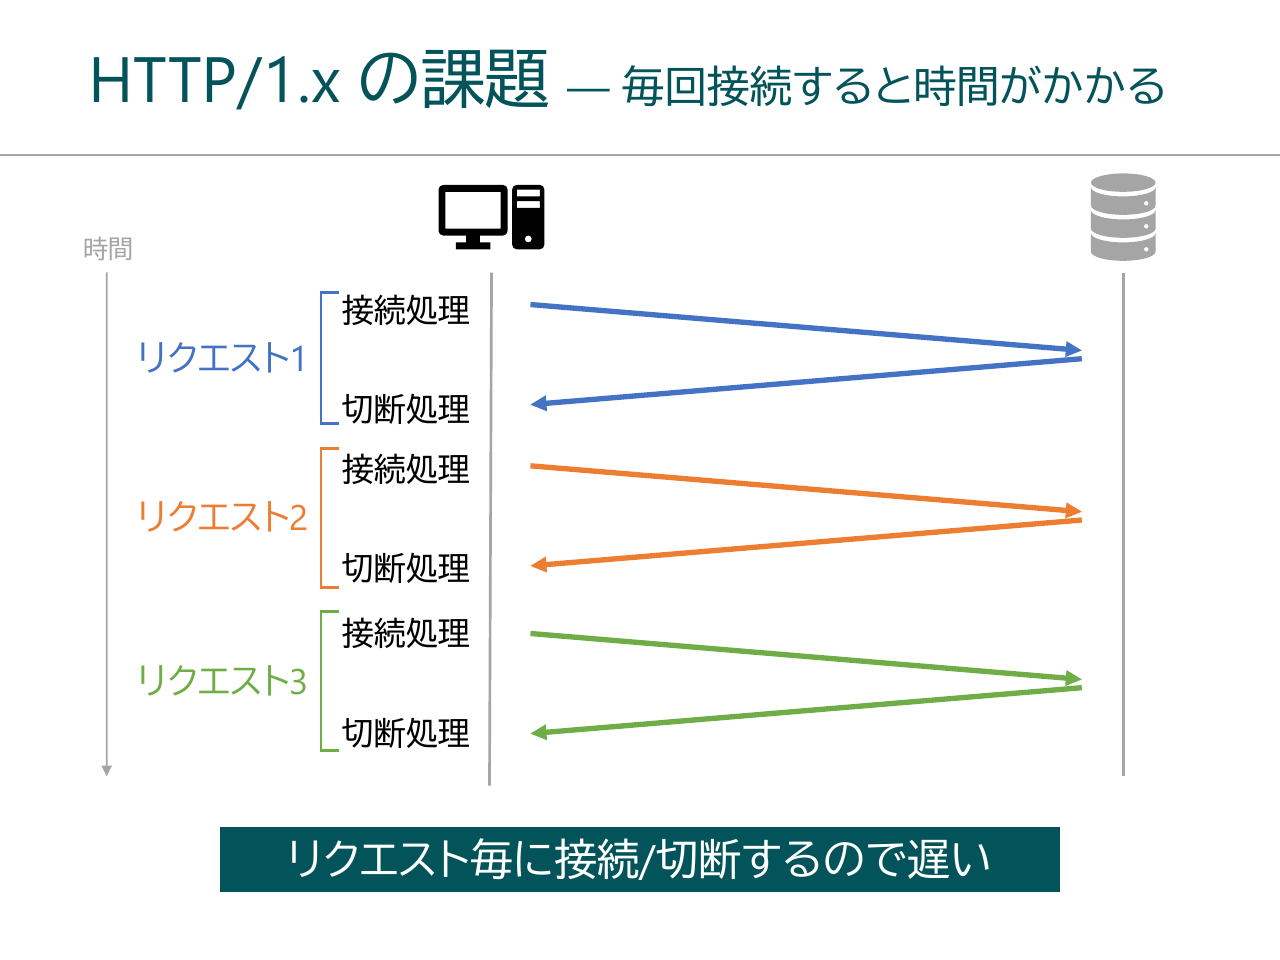 HTTP/1.x の課題 — 毎回接続すると時間がかかる
時間
リクエスト1
接続処理
切断処理
リクエスト2
接続処理
切断処理
リクエスト3
接続処理
切断処理
リクエスト毎に接続/切断するので遅い